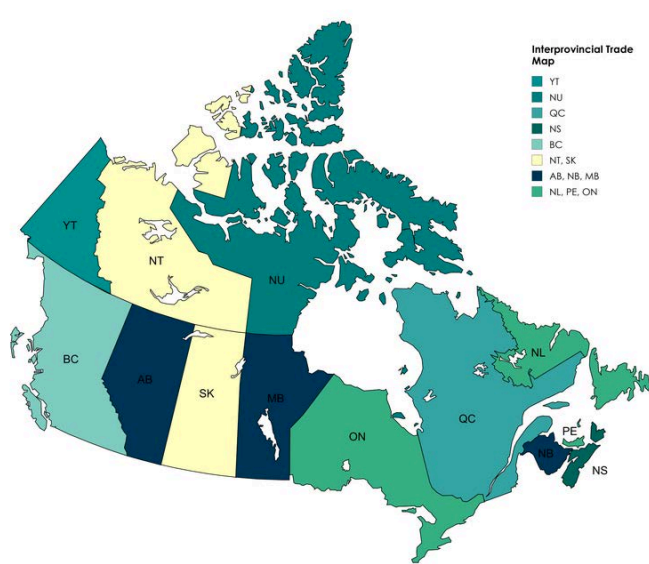 Interprovincial Trade
Map
YT
NU
QC
NS
BC
NT, SK
AB, NB, MB
NL, PE, ON
YT
NT
NU
BC
AB
SK
MB
ON
QC
NL
PE
NB
NS